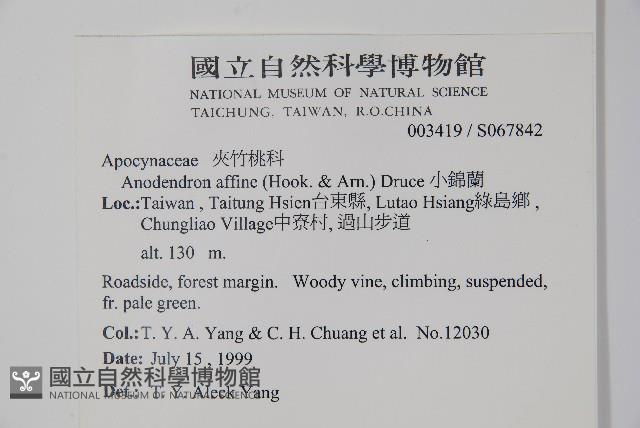 國立自然科學博物館
NATIONAL MUSEUM OF NATURAL SCIENCE
TAICHUNG, TAIWAN, R.O.CHINA
003419 / S067842
Apocynaceae 夾竹桃科
Anodendron affine (Hook. & Arn.) Druce 小錦蘭
Loc.:Taiwan , Taitung Hsien台東縣, Lutao Hsiang綠島鄉 ,
Chungliao Village中寮村, 過山步道
alt. 130 m.
Roadside, forest margin. Woody vine, climbing, suspended,
fr. pale green.
Col.:T. Y. A. Yang & C. H. Chuang et al. No.12030
Date: July 15 , 1999
國立自然科學博物館
NATIONAL MUSEUM OF NATURAL SCIENCE
Det.: T. Y. Aleck Yang